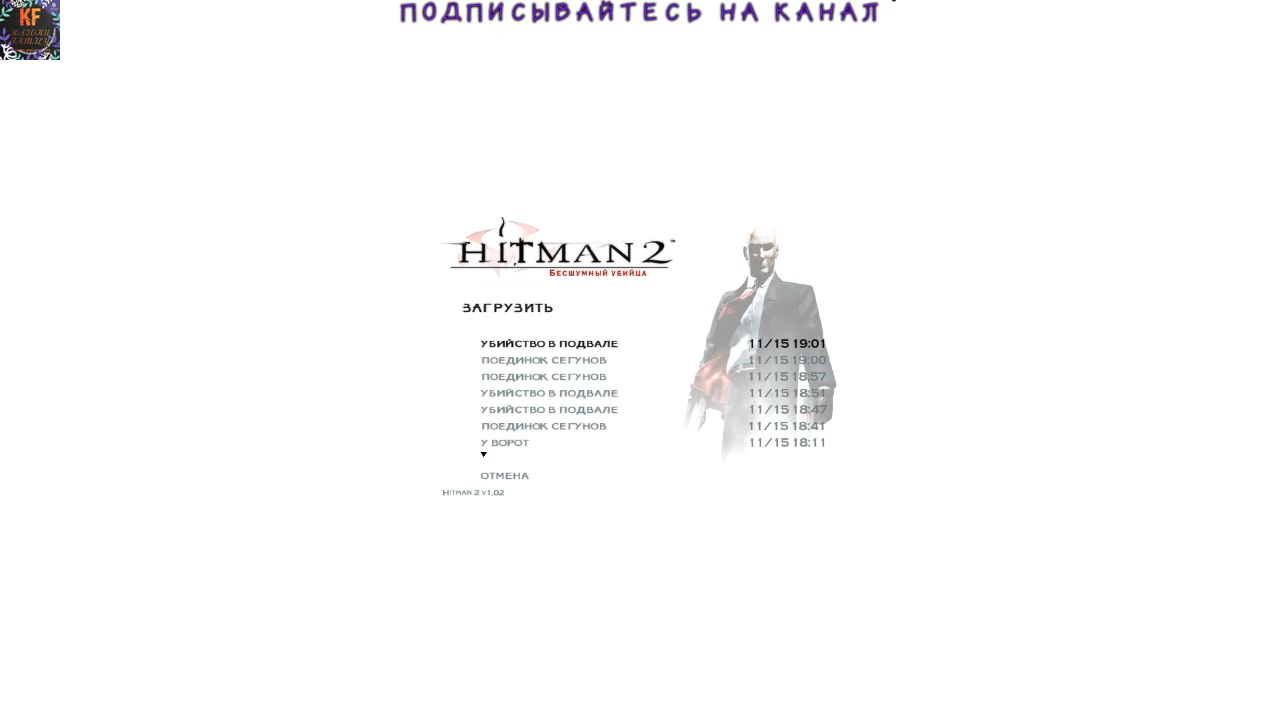 ПОДПИСЫВАЙТЕСЬ НА КАНАЛ
KF
HITMAN 2™
БЕСШУМНЫЙ УБИЙЦА
ЗАГРУЗИТЬ
УБИЙСТВО В ПОДВАЛЕ 11/15 19:01
ПОЕДИНОК СЕГУНОВ 11/15 19:00
ПОЕДИНОК СЕГУНОВ 11/15 18:57
УБИЙСТВО В ПОДВАЛЕ 11/15 18:51
УБИЙСТВО В ПОДВАЛЕ 11/15 18:47
ПОЕДИНОК СЕГУНОВ 11/15 18:41
У ВОРОТ 11/15 18:11
ОТМЕНА
HITMAN 2 V1.02